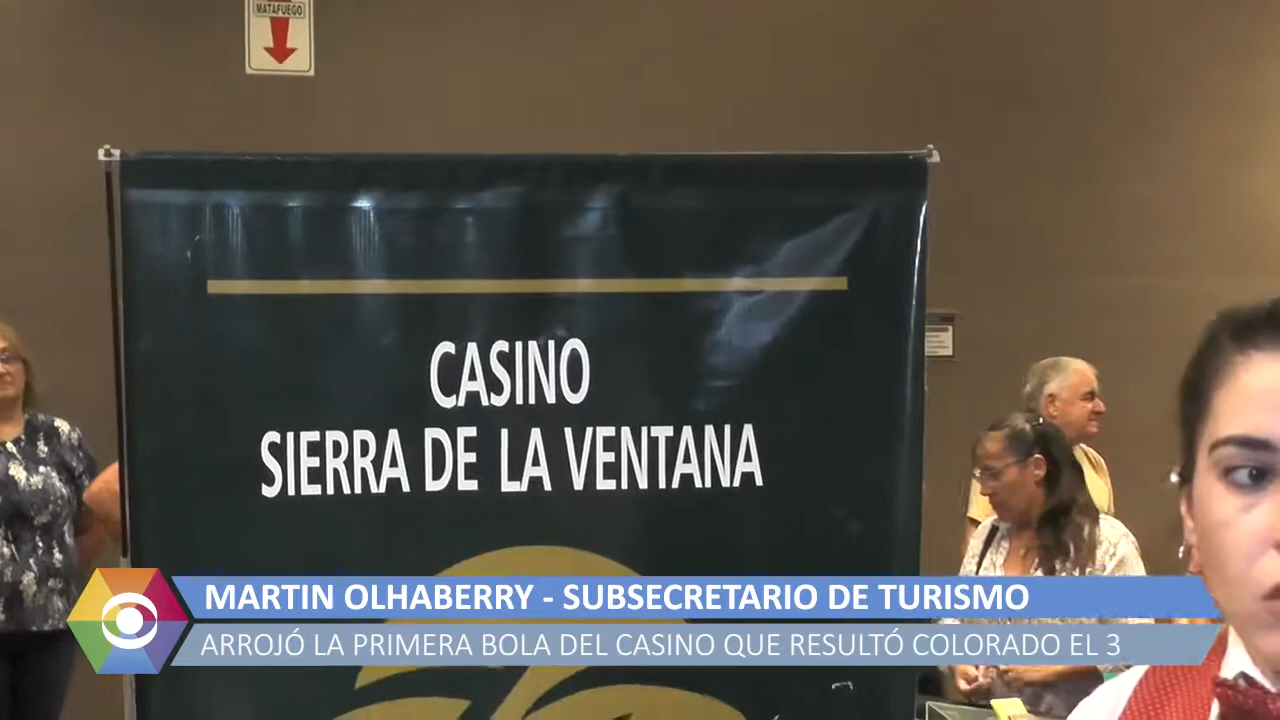 MATAFUEGO
CASINO
SIERRA DE LA VENTANA
MARTIN OLHABERRY - SUBSECRETARIO DE TURISMO
ARROJÓ LA PRIMERA BOLA DEL CASINO QUE RESULTÓ COLORADO EL 3